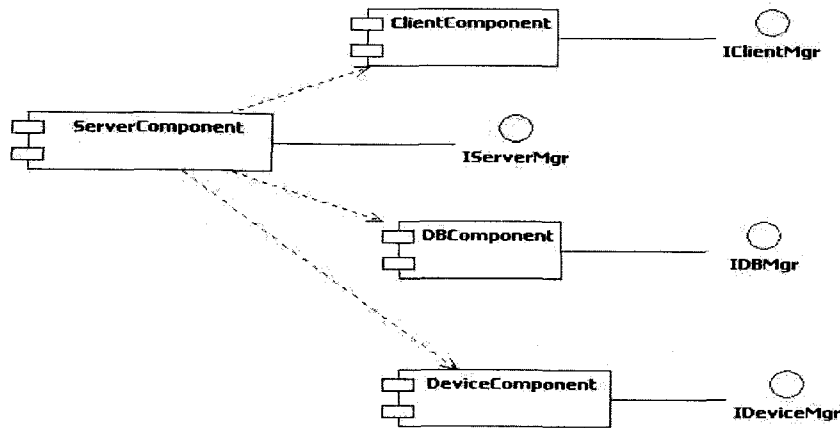 ClientComponent
IClientMgr
ServerComponent
IServerMgr
DBComponent
IDBMgr
DeviceComponent
IDeviceMgr